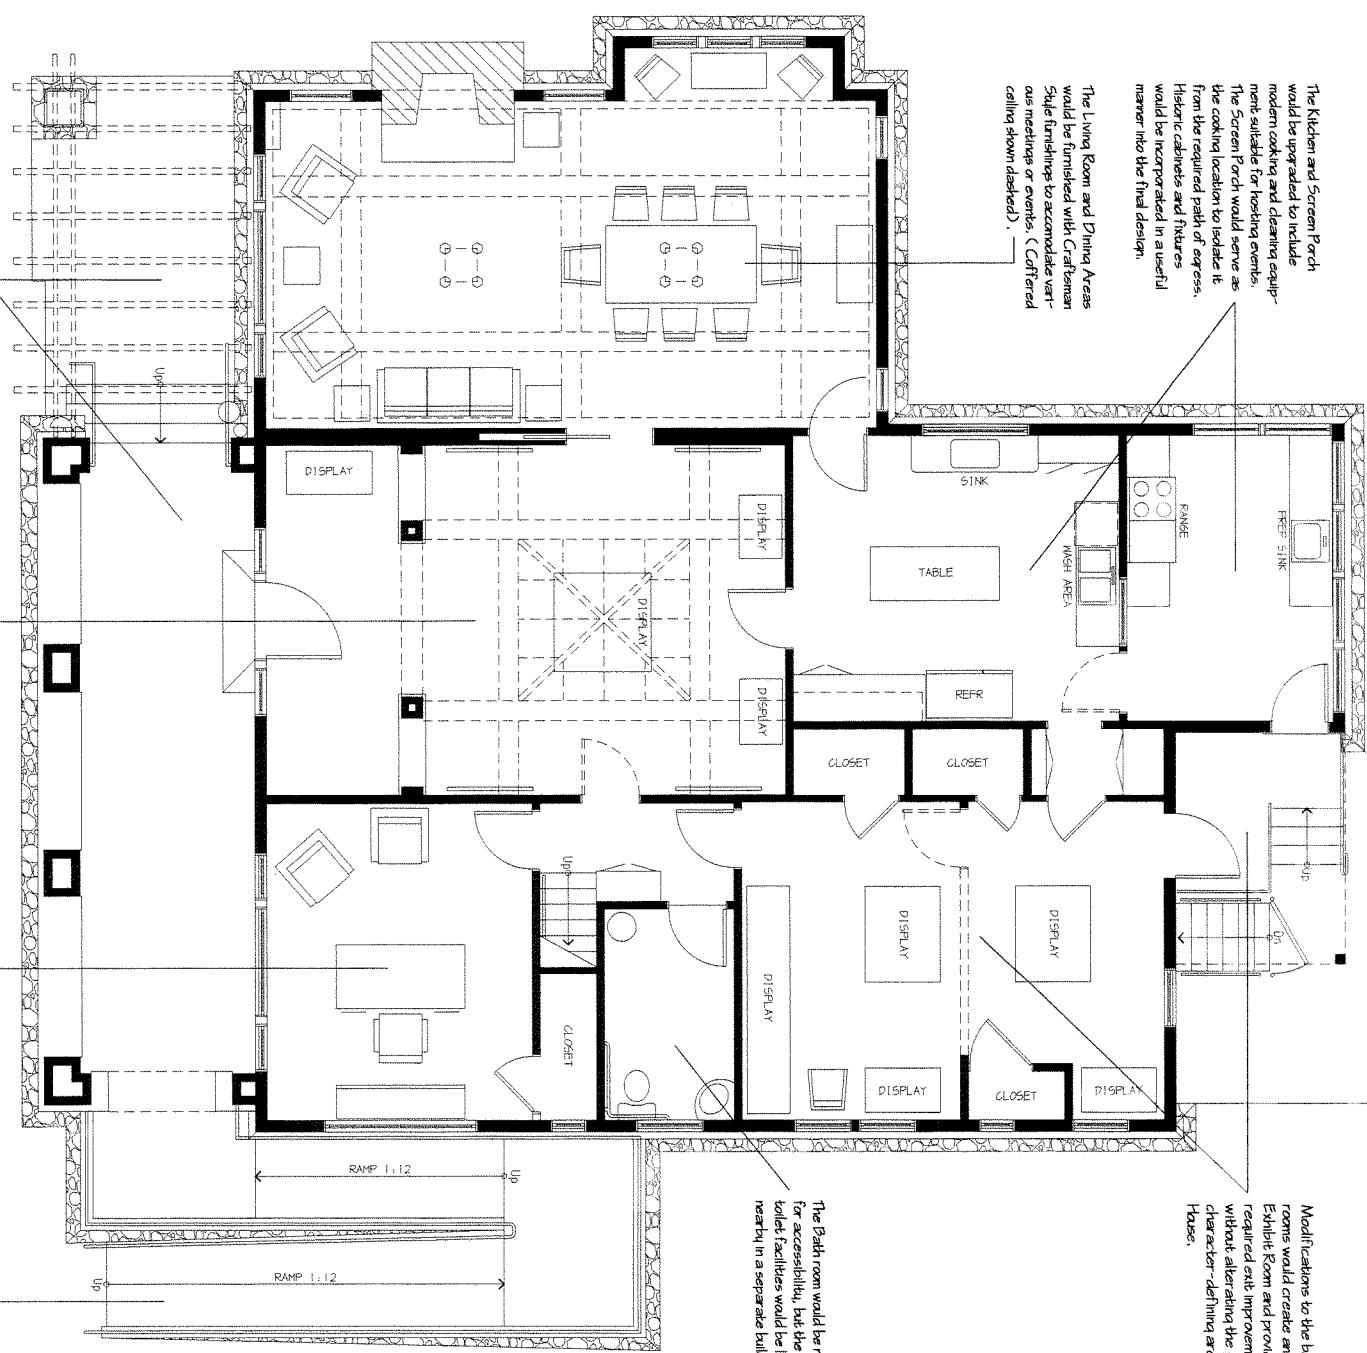 The Kitchen and Screen Porch
would be upgraded to include
modern cooking and cleaning equip-
ment suitable for hosting events.
The Screen Porch would serve as
the cooking location to isolate it
from the required path of egress.
Historic cabinets and fixtures
would be incorporated in a useful
manner into the final design.
The Living Room and Dining Areas
would be furnished with Craftsman
Style furnishings to accomodate vari-
ous meetings or events. (Coffered
ceiling shown dashed).
Up
DISPLAY
DISPLAY
DISPLAY
DISPLAY
SINK
TABLE
WASH AREA
REFR
RANGE
PREP SINK
CLOSET
CLOSET
Up
Dn
Up
CLOSET
DISPLAY
DISPLAY
DISPLAY
DISPLAY
CLOSET
DISPLAY
RAMP 1:12
Up
RAMP 1:12
Up
The Bath room would be
for accessibility, but the
toilet facilities would be
nearby in a separate
Modifications to the
rooms would create an
Exhibit Room and
required exit
without alterating the
character-defining
House.